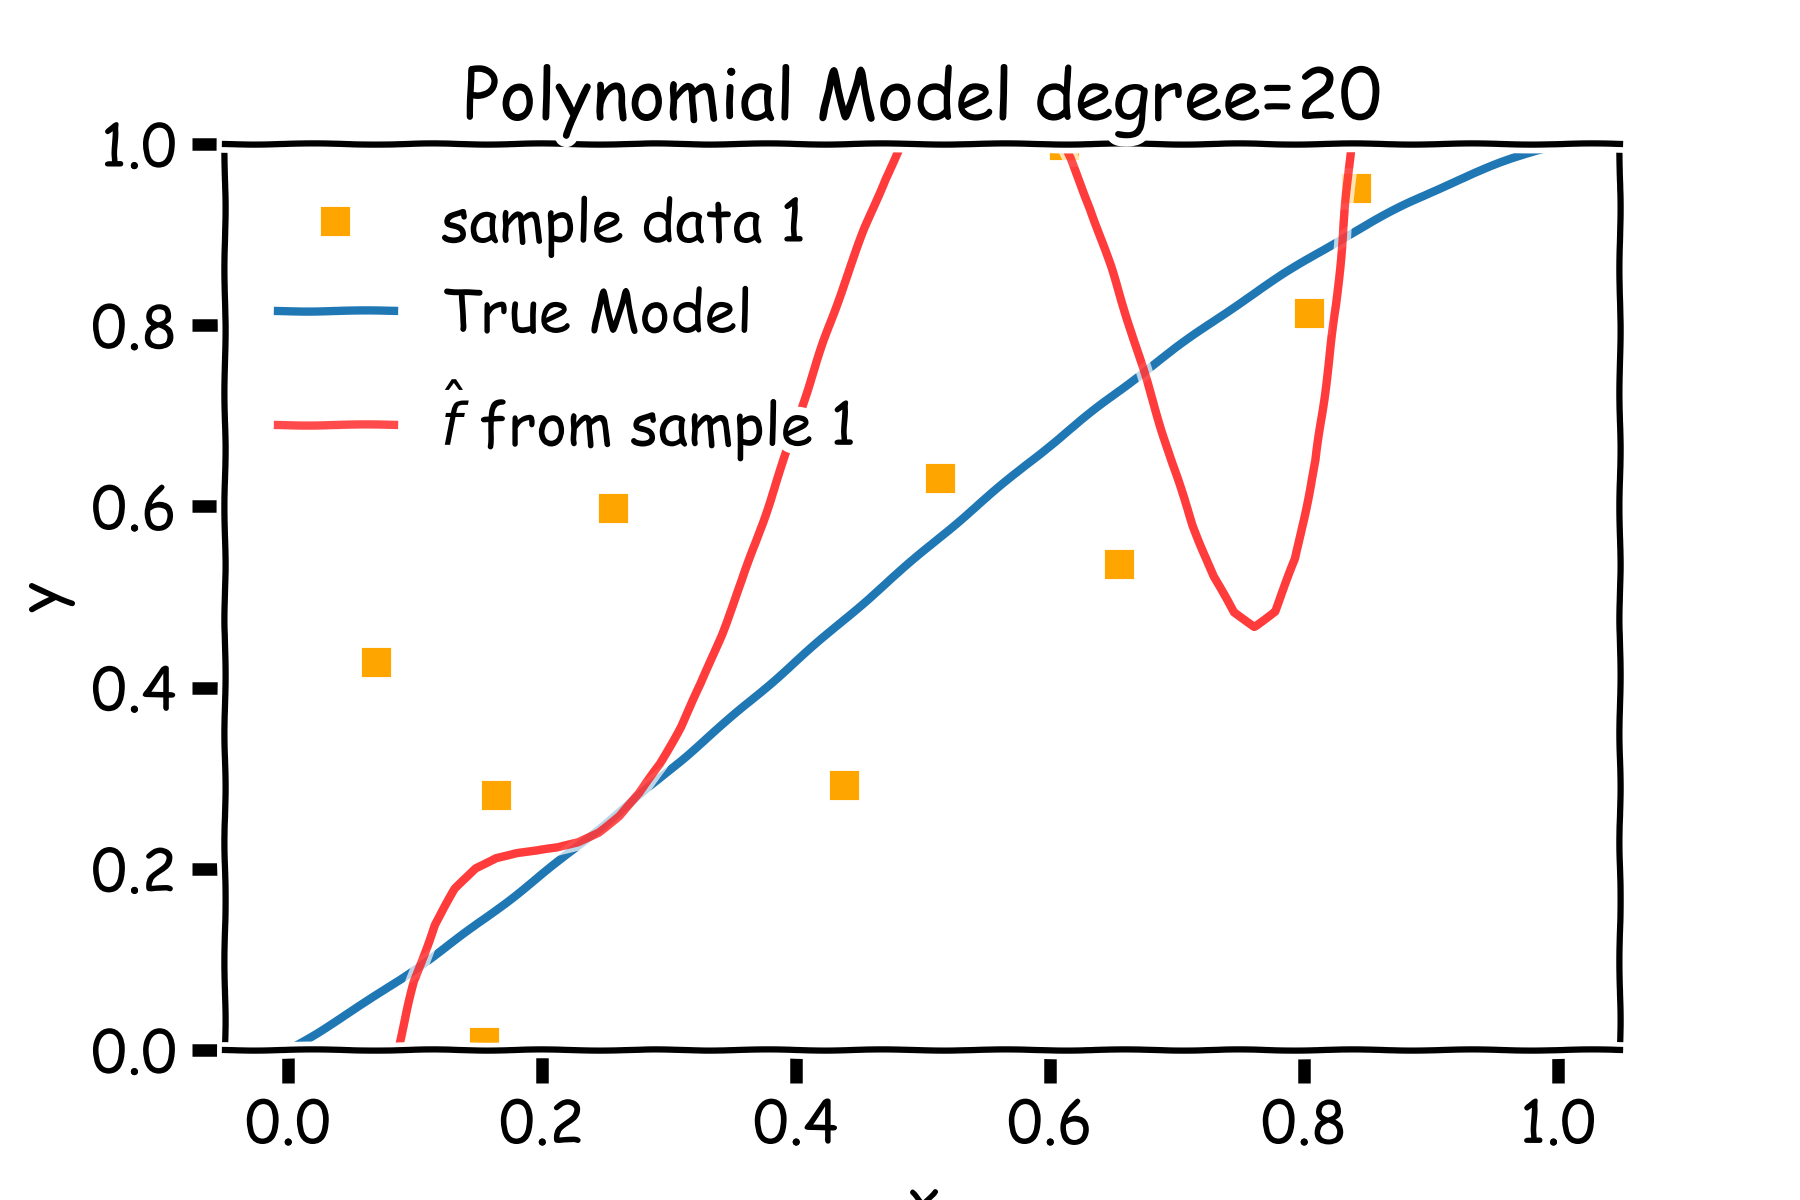 Polynomial Model degree=20
1.0
0.8
0.6
0.4
0.2
0.0
y
sample data 1
True Model
f̂ from sample 1
0.0 0.2 0.4 0.6 0.8 1.0